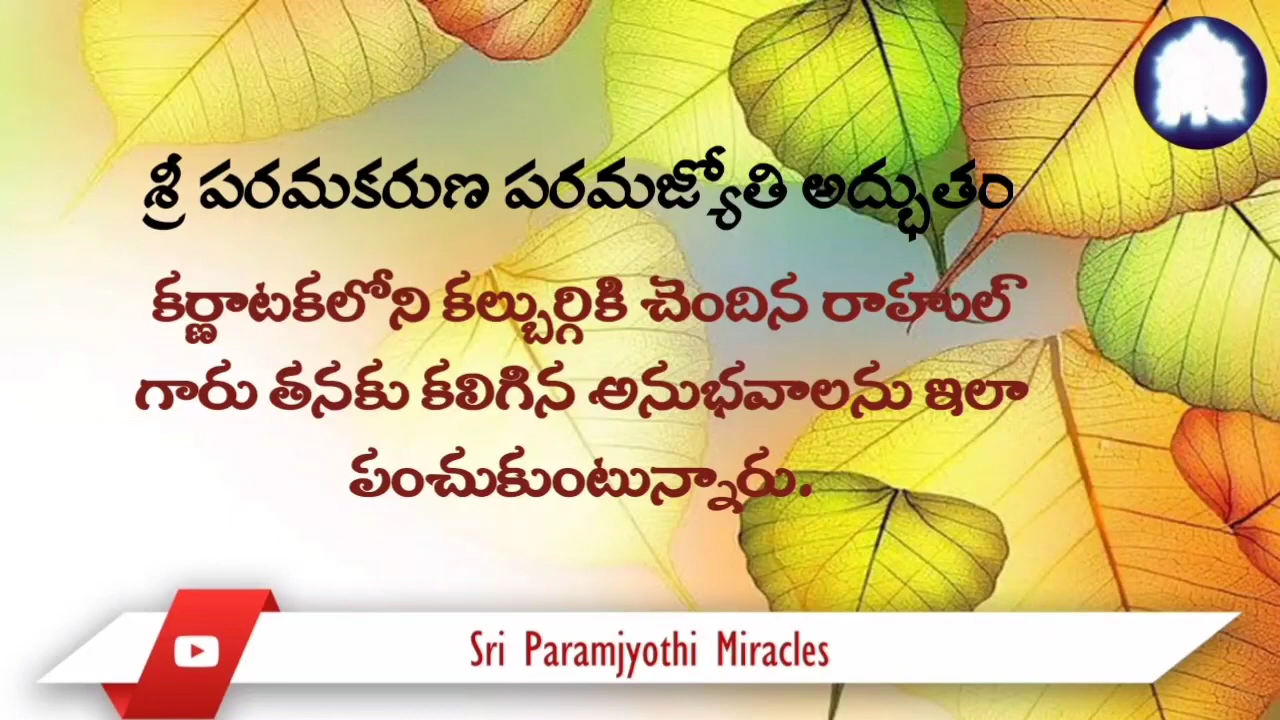 శ్రీ పరమకరుణ పరమజ్యోతి అద్భుతం
కర్ణాటకలోని కల్బుర్గికి చెందిన రాహుల్
గారు తనకు కలిగిన అనుభవాలను ఇలా
పంచుకుంటున్నారు.
Sri Paramjyothi Miracles